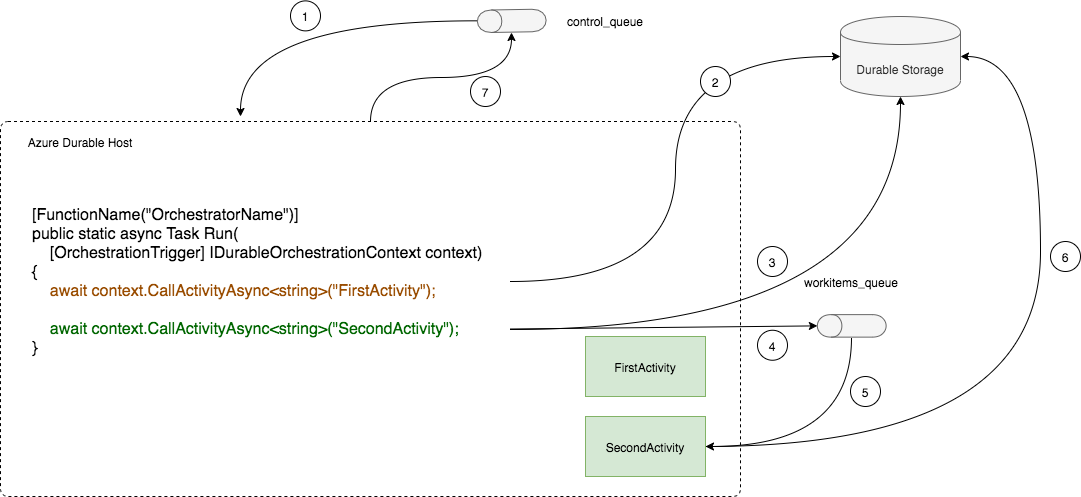 1
control_queue
7
2
Durable Storage
Azure Durable Host
[FunctionName("OrchestratorName")]
public static async Task Run(
[OrchestrationTrigger] IDurableOrchestrationContext context)
{
await context.CallActivityAsync<string>("FirstActivity");
await context.CallActivityAsync<string>("SecondActivity");
}
3
6
workitems_queue
4
FirstActivity
5
SecondActivity